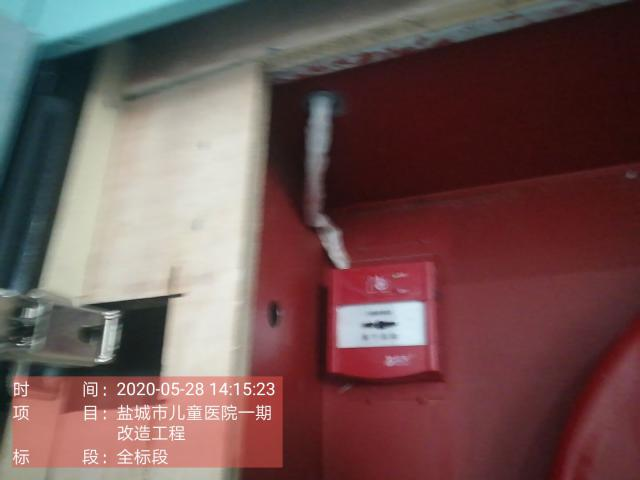 时 间：2020-05-28 14:15:23
项 目：盐城市儿童医院一期
改造工程
标 段：全标段